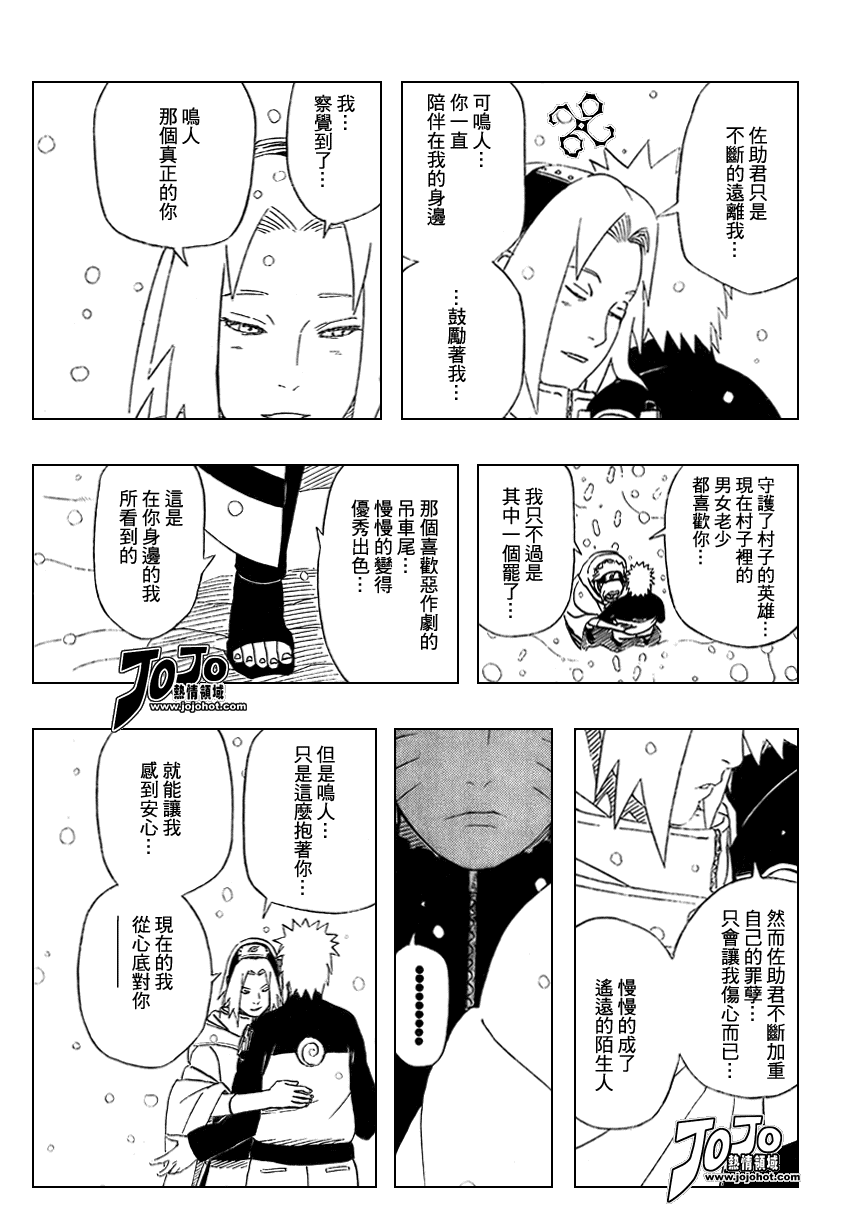 佐助君只是
不斷的遠離我…
可鳴人…
你一直
陪伴在我的身邊
…鼓勵著我…
我…
察覺到了…
鳴人
那個真正的你
守護了村子的英雄…
現在村子裡的
男女老少
都喜歡你…
我只不過是
其中一個罷了…
那個喜歡惡作劇的
吊車尾…
慢慢的變得
優秀出色…
這是
在你身邊的我
所看到的
JOJO
熱情領域
www.jojohot.com
然而佐助君不斷加重
自己的罪孽…
只會讓我傷心而已…
慢慢的成了
遙遠的陌生人
………
但是鳴人…
只是這麼抱著你…
就能讓我
感到安心…
現在的我
從心底對你
——
JOJO
熱情領域
www.jojohot.com